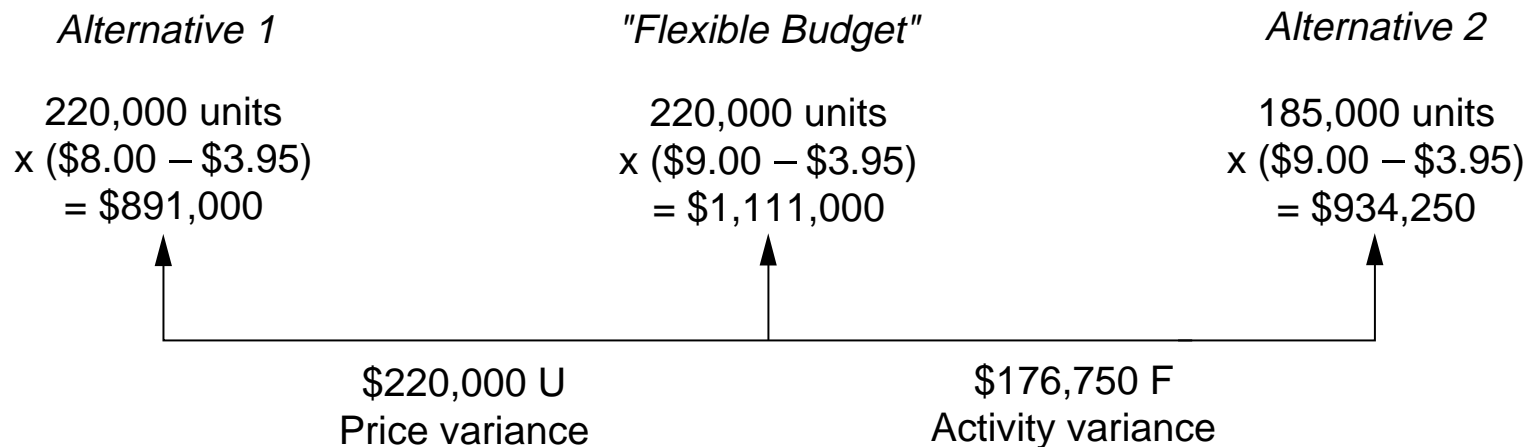 Alternative 1
220,000 units
x ($8.00 – $3.95)
= $891,000
"Flexible Budget"
220,000 units
x ($9.00 – $3.95)
= $1,111,000
Alternative 2
185,000 units
x ($9.00 – $3.95)
= $934,250
$220,000 U
Price variance
$176,750 F
Activity variance